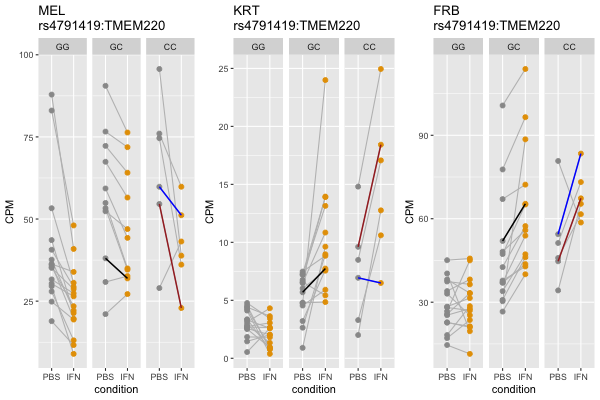 MEL
rs4791419:TMEM220
GG GC CC
CPM
100
75
50
25
PBS IFN PBS IFN PBS IFN
condition
KRT
rs4791419:TMEM220
GG GC CC
CPM
25
20
15
10
5
0
PBS IFN PBS IFN PBS IFN
condition
FRB
rs4791419:TMEM220
GG GC CC
CPM
90
60
30
PBS IFN PBS IFN PBS IFN
condition